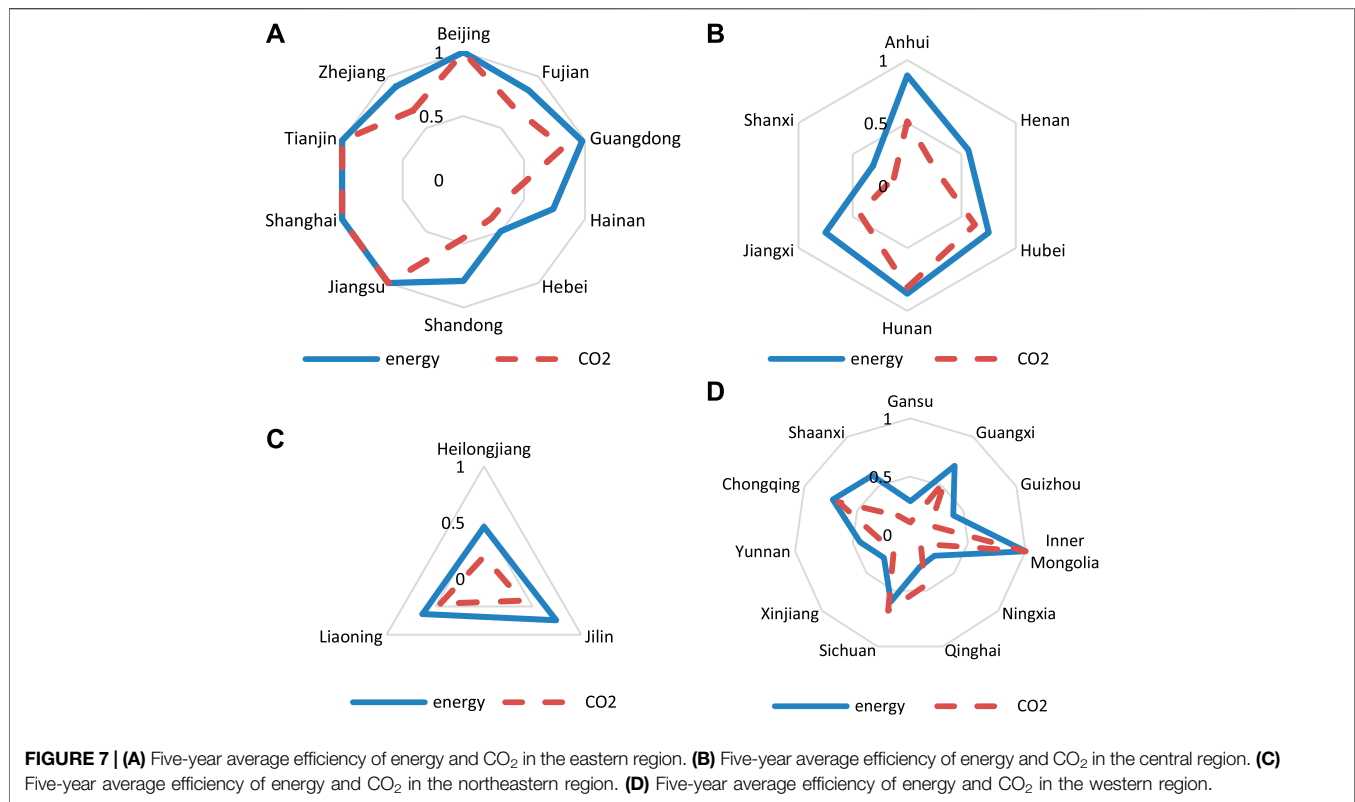 A
Beijing
1
Zhejiang
Fujian
0.5
Tianjin
Guangdong
0
Shanghai
Hainan
Jiangsu
Hebei
Shandong
energy
CO2
B
Anhui
1
Shanxi
Henan
0.5
0
Jiangxi
Hubei
Hunan
energy
CO2
C
Heilongjiang
1
0.5
0
Liaoning
Jilin
energy
CO2
D
Gansu
1
Shaanxi
Guangxi
0.5
Chongqing
Guizhou
0
Yunnan
Inner
Mongolia
Xinjiang
Ningxia
Sichuan
Qinghai
energy
CO2
FIGURE 7 | (A) Five-year average efficiency of energy and CO₂ in the eastern region. (B) Five-year average efficiency of energy and CO₂ in the central region. (C)
Five-year average efficiency of energy and CO₂ in the northeastern region. (D) Five-year average efficiency of energy and CO₂ in the western region.